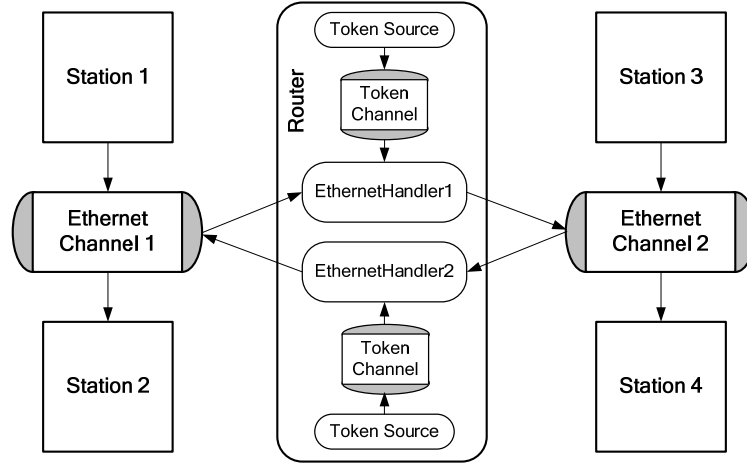 Station 1
Ethernet
Channel 1
Station 2
Router
Token Source
Token
Channel
EthernetHandler1
EthernetHandler2
Token
Channel
Token Source
Station 3
Ethernet
Channel 2
Station 4